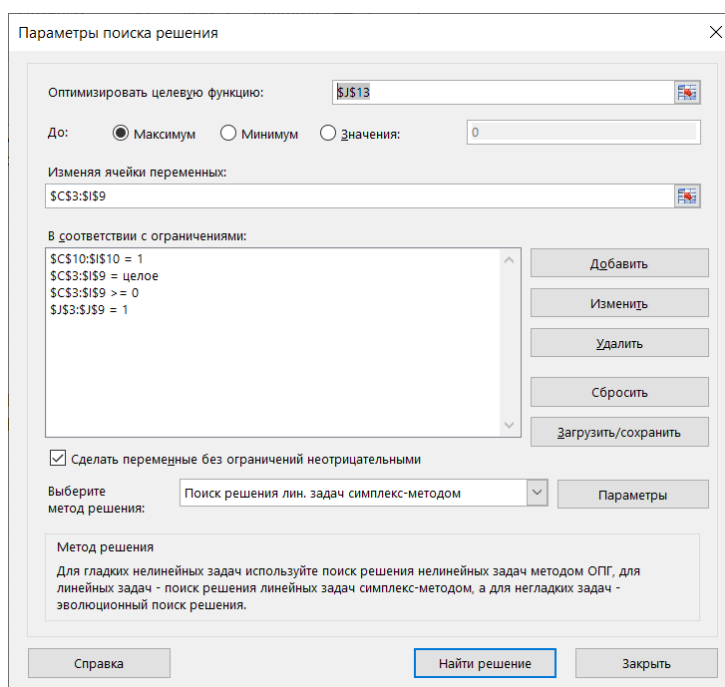 Параметры поиска решения
Оптимизировать целевую функцию:
$J$13
До:
Максимум
Минимум
Значения:
0
Изменяя ячейки переменных:
$C$3:$I$9
В соответствии с ограничениями:
$C$10:$I$10 = 1
$C$3:$I$9 = целое
$C$3:$I$9 >= 0
$J$3:$J$9 = 1
Добавить
Изменить
Удалить
Сбросить
Загрузить/сохранить
Сделать переменные без ограничений неотрицательными
Выберите
метод решения:
Поиск решения лин. задач симплекс-методом
Параметры
Метод решения
Для гладких нелинейных задач используйте поиск решения нелинейных задач методом ОПГ, для
линейных задач - поиск решения линейных задач симплекс-методом, а для негладких задач -
эволюционный поиск решения.
Справка
Найти решение
Закрыть